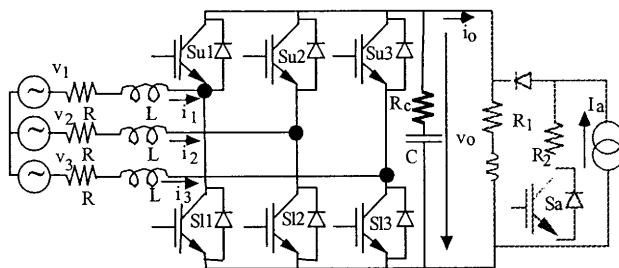 Su1 Su2 Su3 io
v1 R L i1
v2 R L i2
v3 R L i3
Rc C vo R1 R2 Ia
Sl1 Sl2 Sl3 Sa